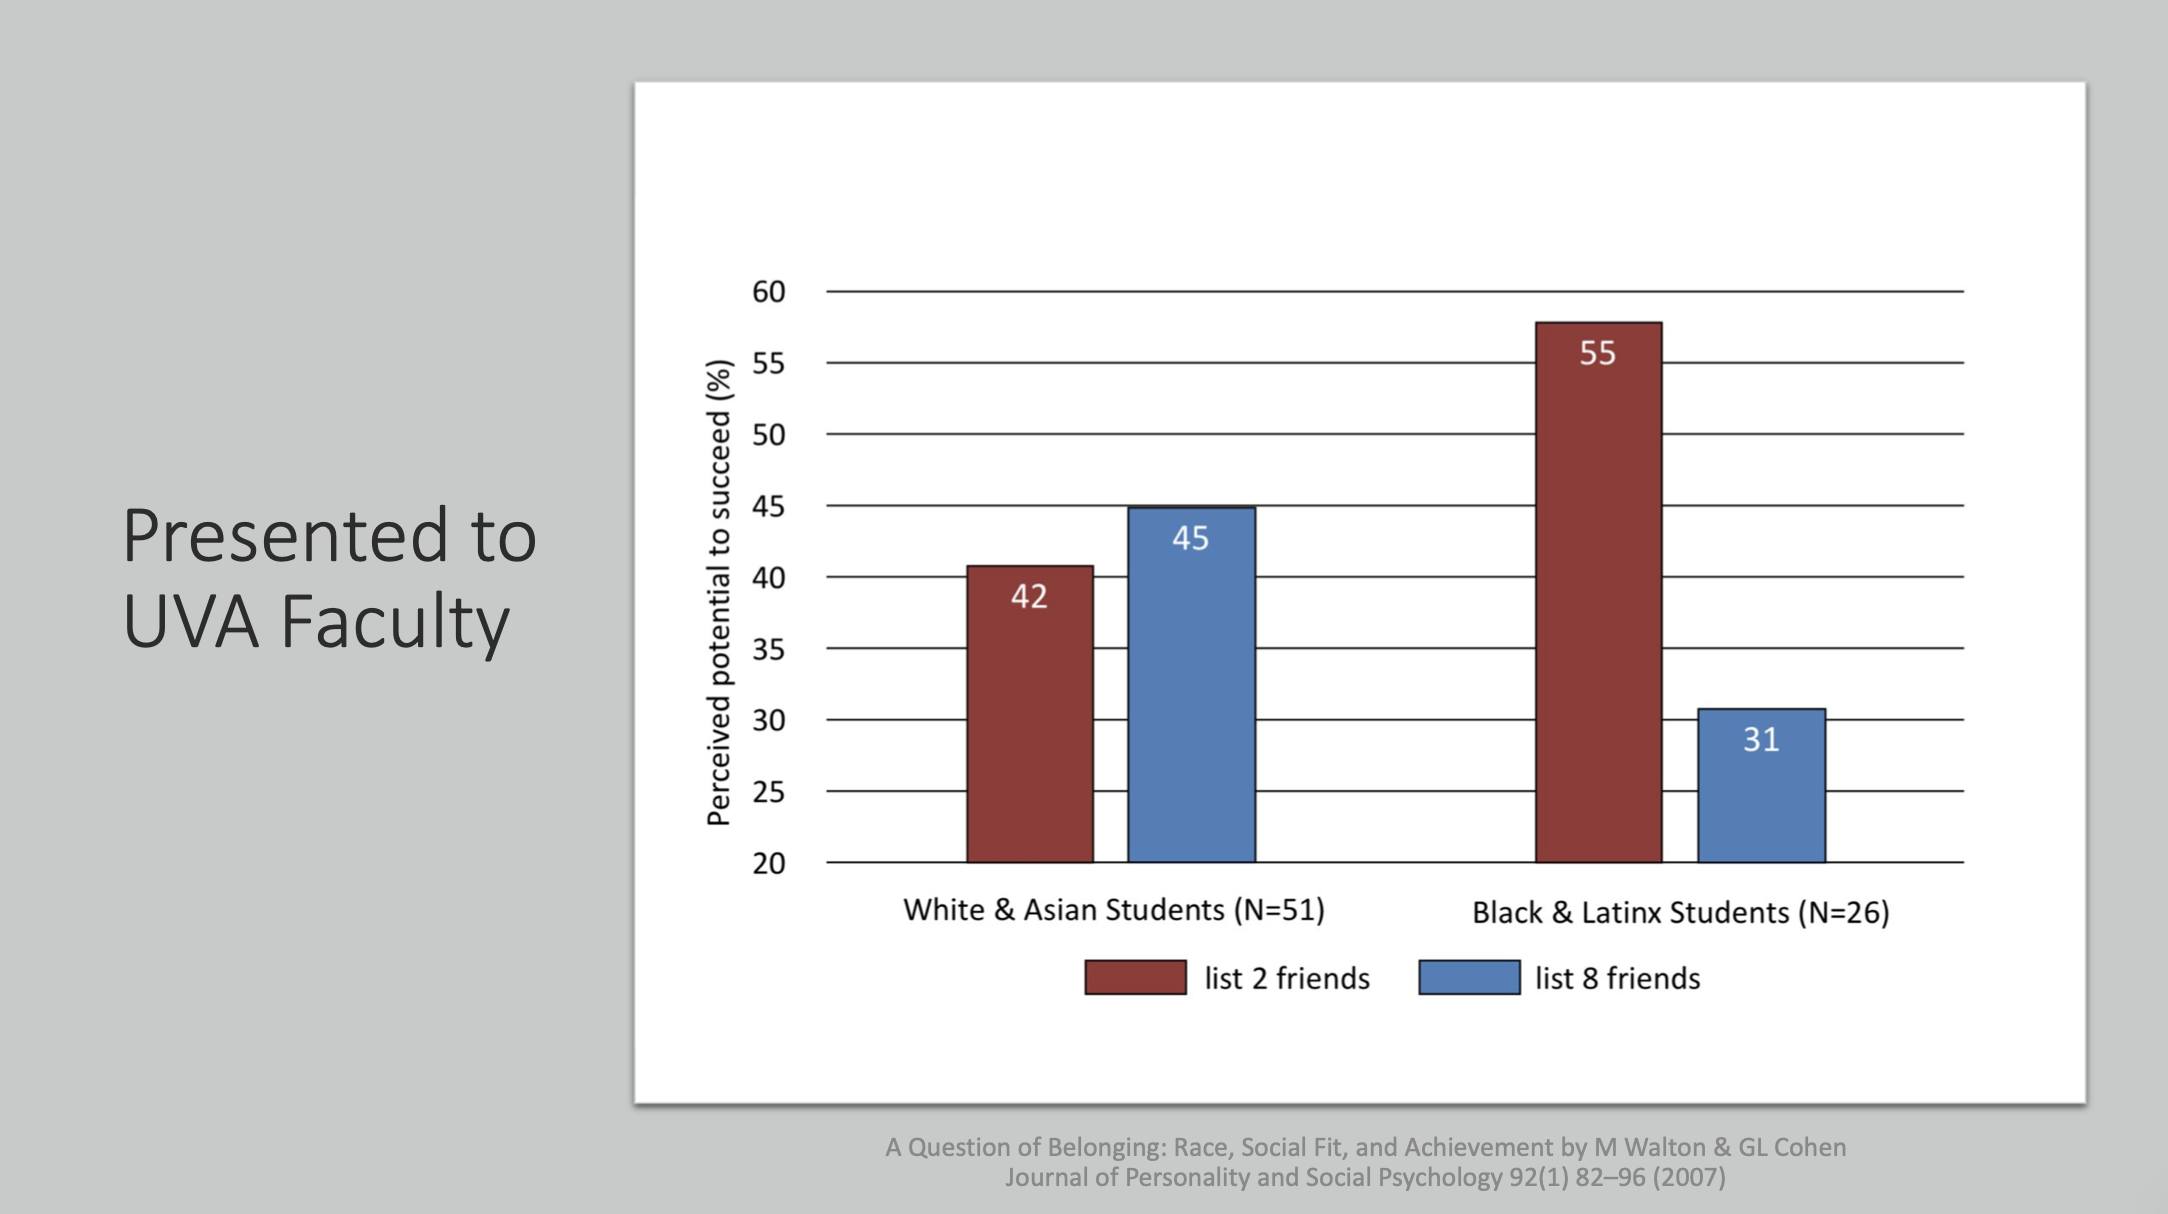 Presented to
UVA Faculty
Perceived potential to succeed (%)
60
55
50
45
40
35
30
25
20
42
45
55
31
White & Asian Students (N=51)
Black & Latinx Students (N=26)
list 2 friends
list 8 friends
A Question of Belonging: Race, Social Fit, and Achievement by M Walton & GL Cohen
Journal of Personality and Social Psychology 92(1) 82–96 (2007)